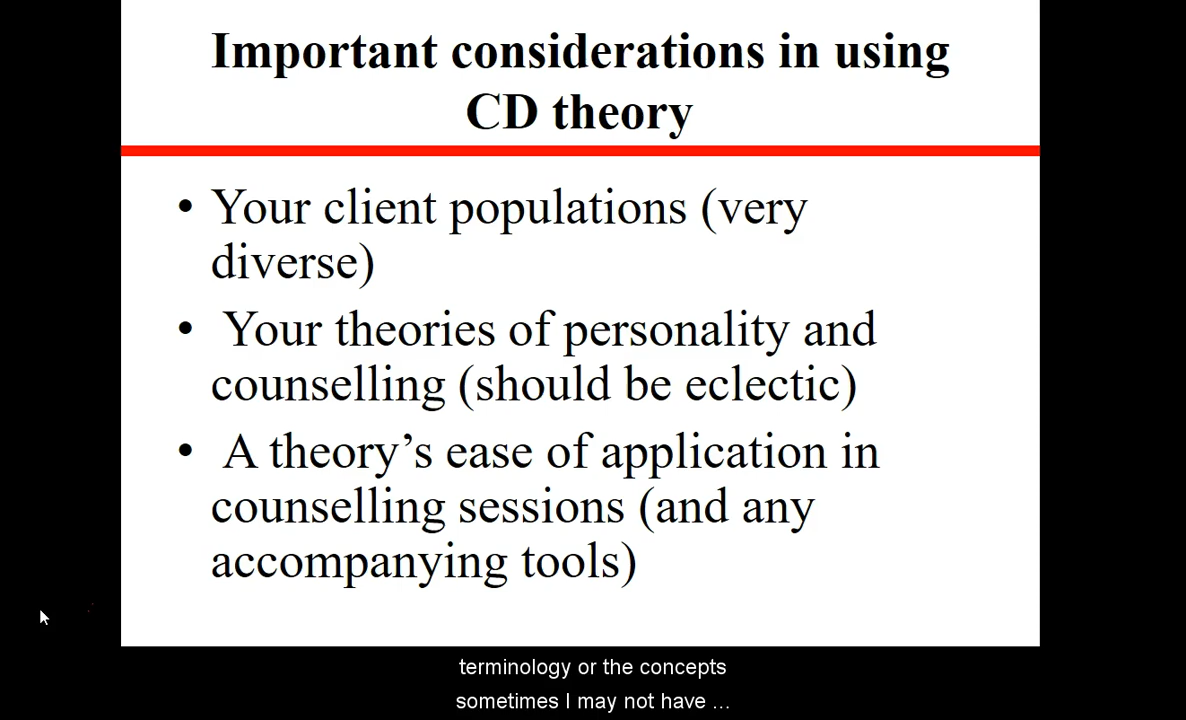 Important considerations in using
CD theory
• Your client populations (very
diverse)
• Your theories of personality and
counselling (should be eclectic)
• A theory’s ease of application in
counselling sessions (and any
accompanying tools)
terminology or the concepts
sometimes I may not have ...